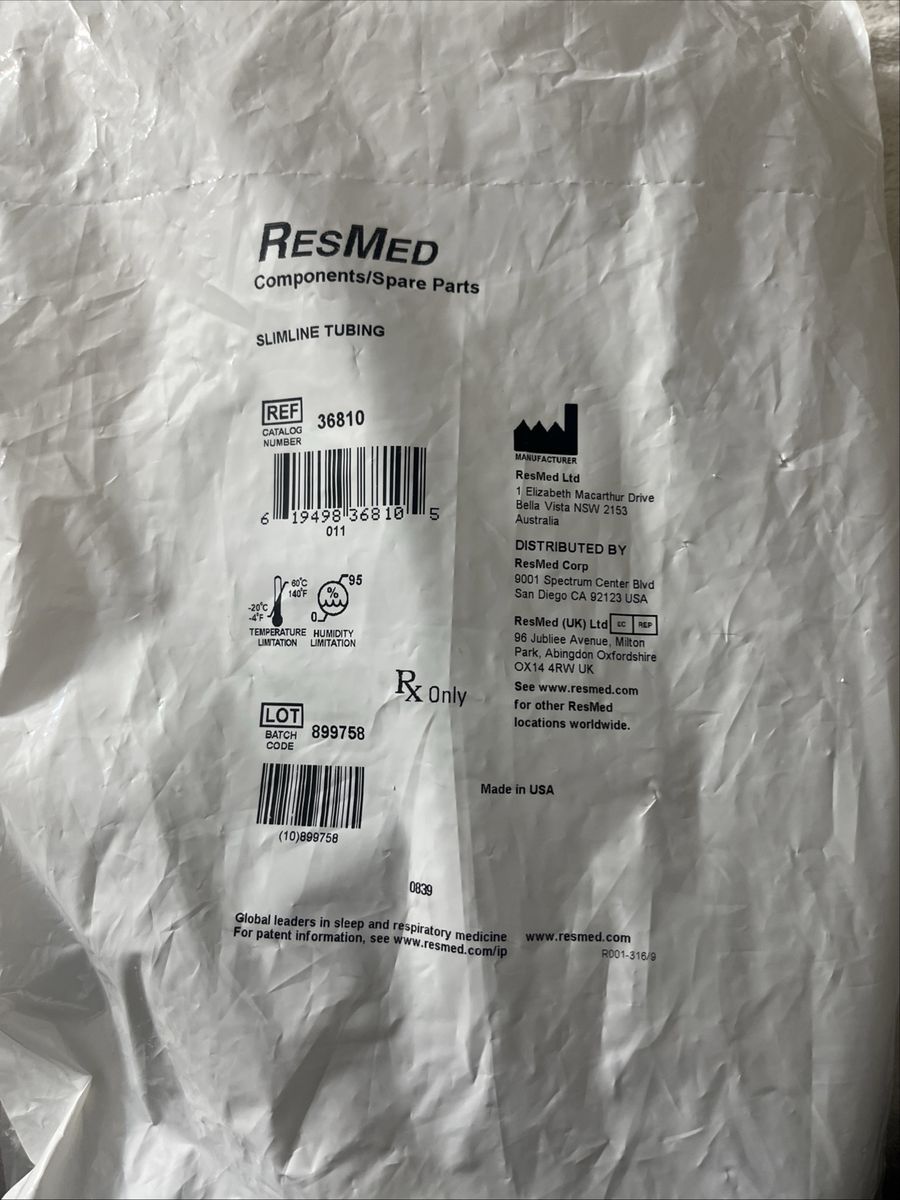 RESMED
Components/Spare Parts
SLIMLINE TUBING
REF 36810
CATALOG
NUMBER
6 19498 36810 5
011
60°C
140°F
-20°C
-4°F
TEMPERATURE
LIMITATION
95
%
0
HUMIDITY
LIMITATION
Rx Only
LOT 899758
BATCH
CODE
(10)899758
MANUFACTURER
ResMed Ltd
1 Elizabeth Macarthur Drive
Bella Vista NSW 2153
Australia
DISTRIBUTED BY
ResMed Corp
9001 Spectrum Center Blvd
San Diego CA 92123 USA
ResMed (UK) Ltd EC REP
96 Jubliee Avenue, Milton
Park, Abingdon Oxfordshire
OX14 4RW UK
See www.resmed.com
for other ResMed
locations worldwide.
Made in USA
0839
Global leaders in sleep and respiratory medicine
For patent information, see www.resmed.com/ip
www.resmed.com
R001-316/9